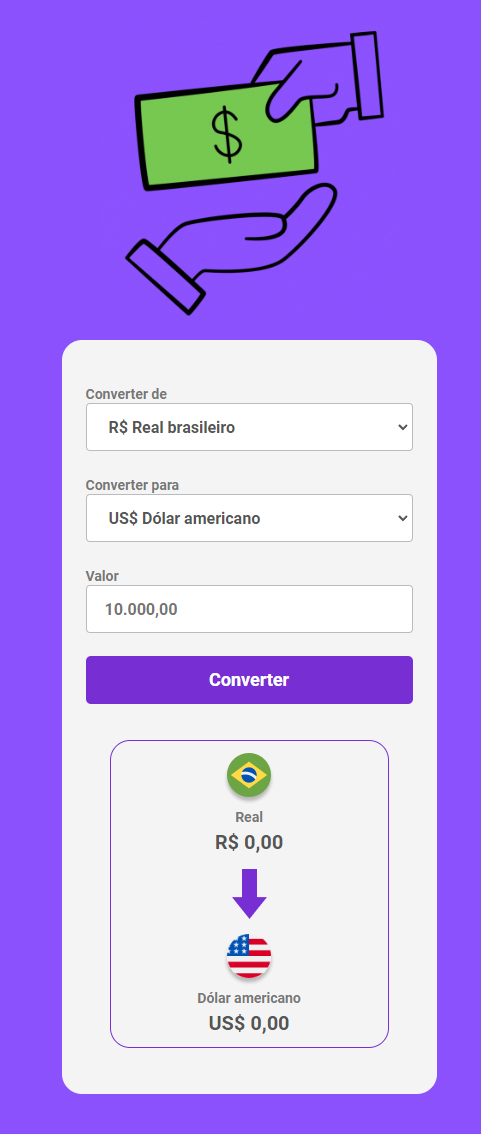 $
Converter de
R$ Real brasileiro
Converter para
US$ Dólar americano
Valor
10.000,00
Converter
Real
R$ 0,00
Dólar americano
US$ 0,00